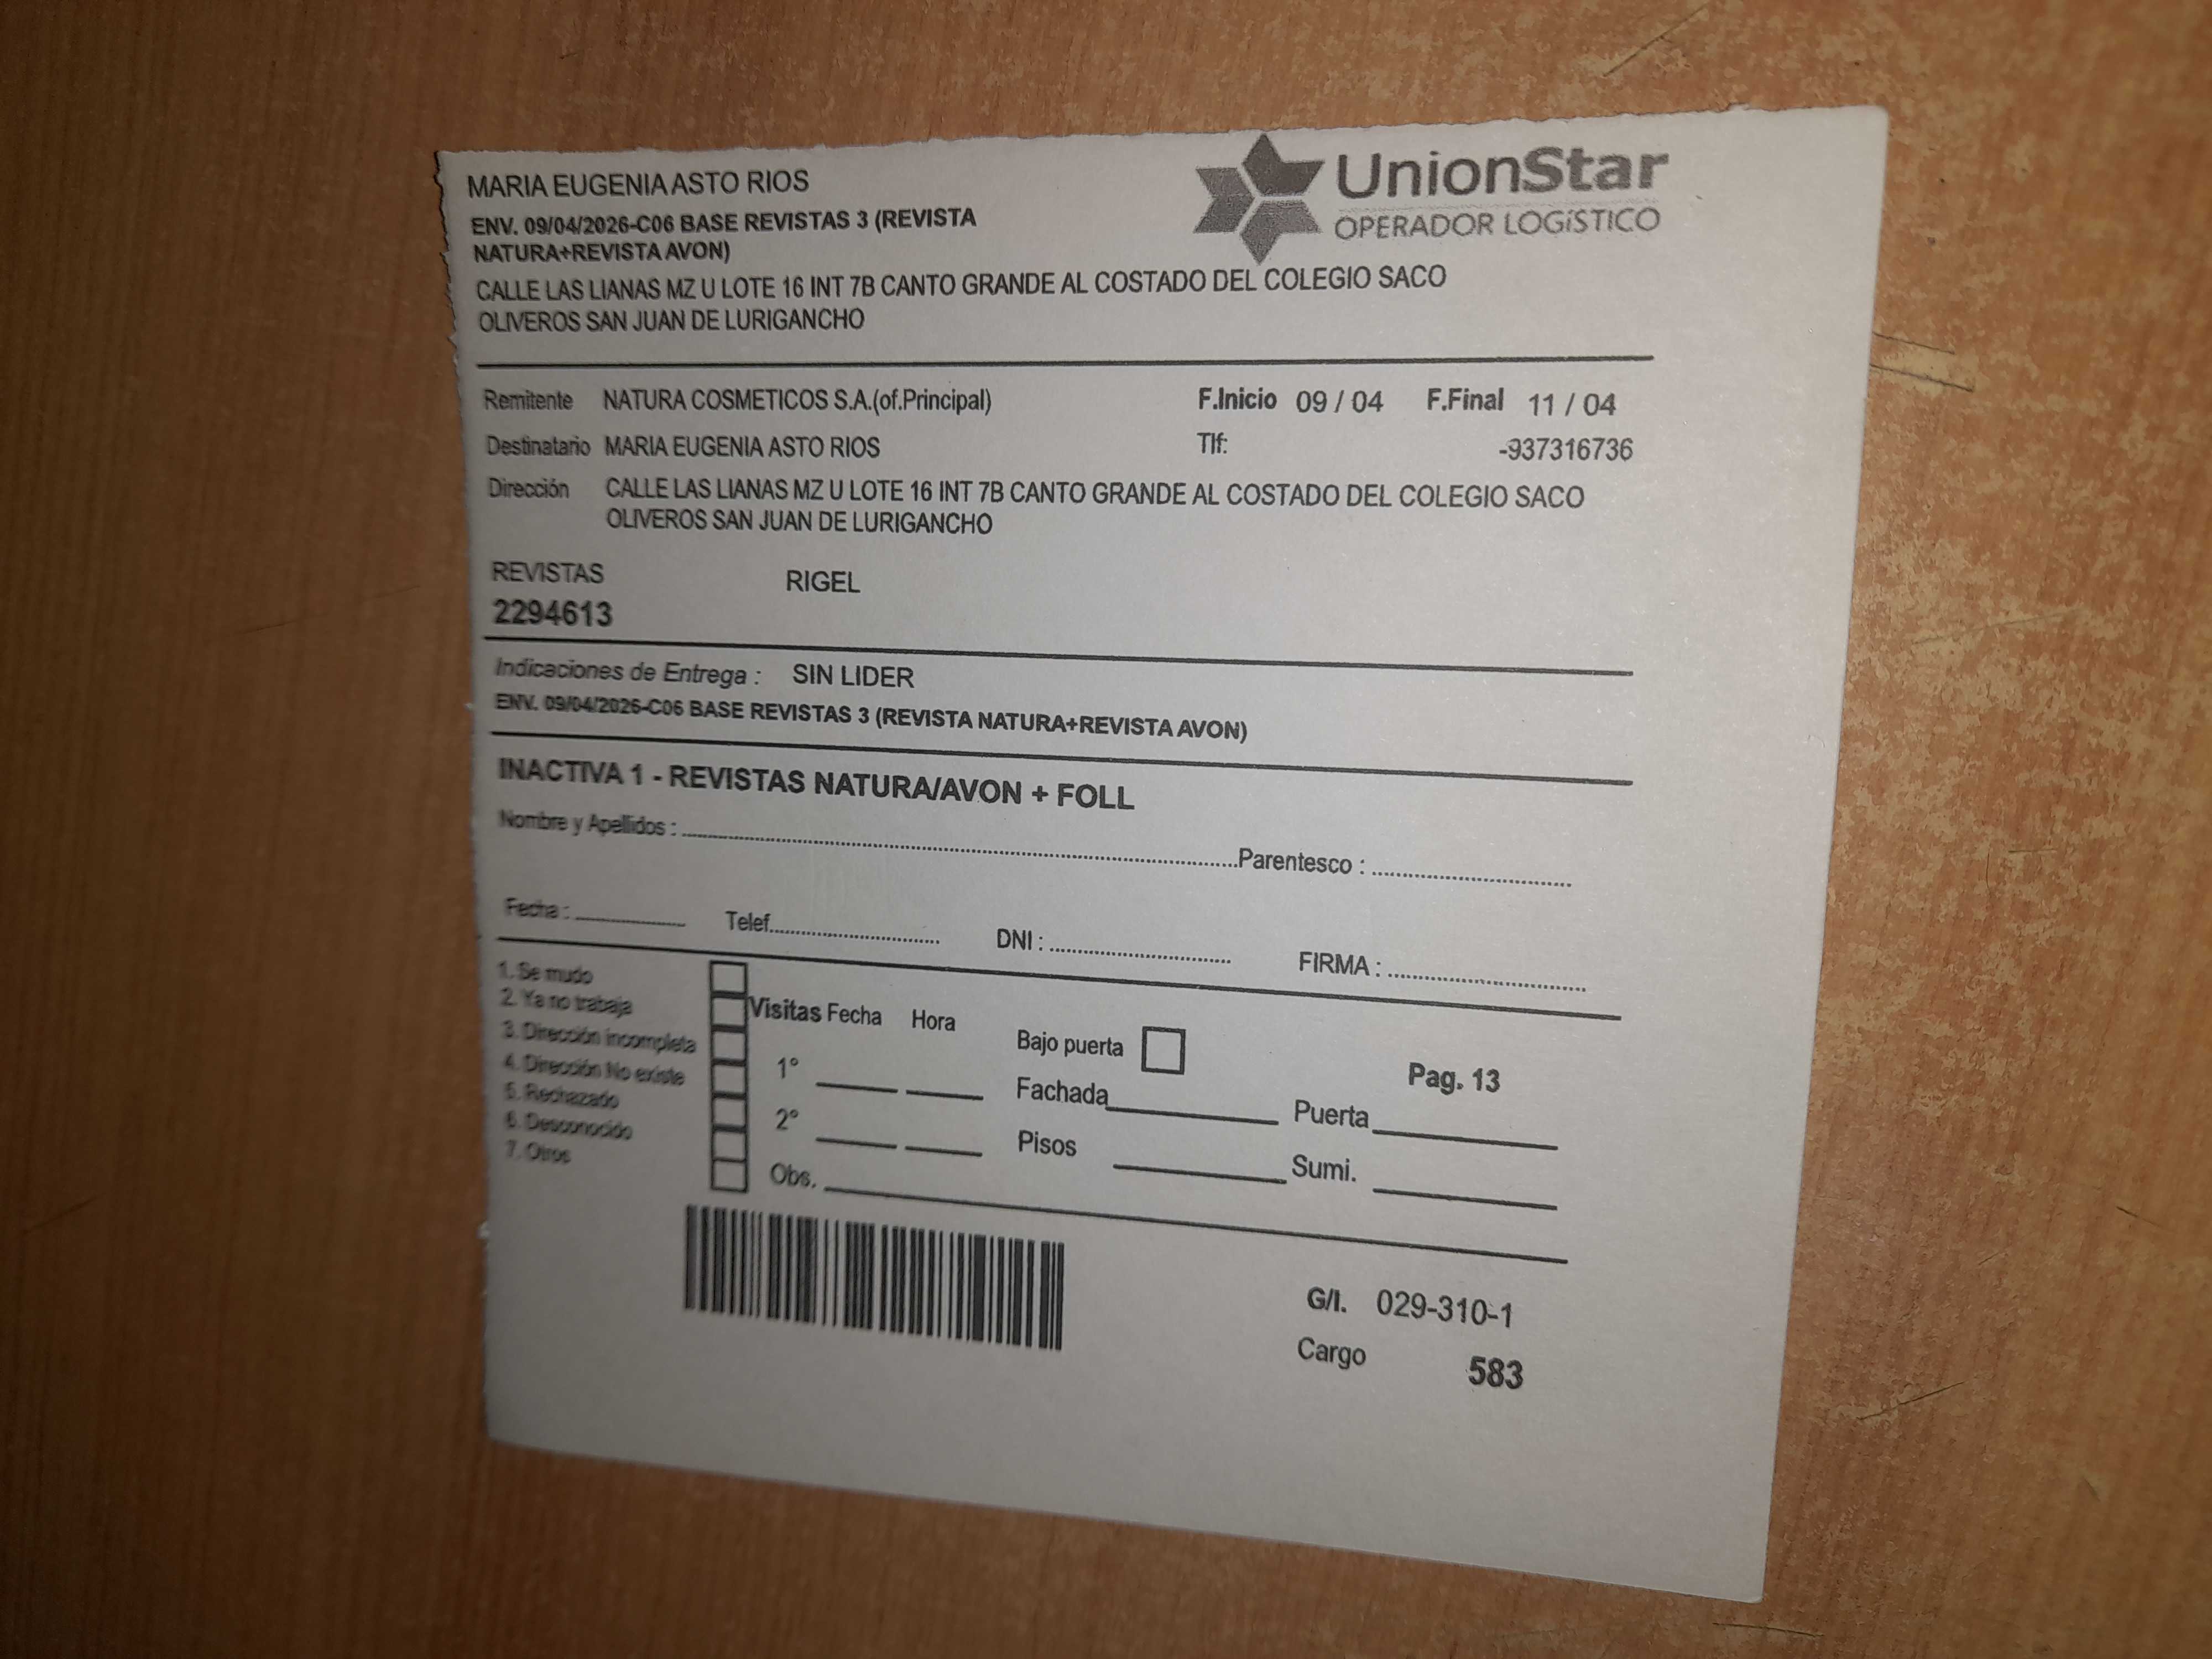 MARIA EUGENIA ASTO RIOS
UnionStar
OPERADOR LOGíSTICO
ENV. 09/04/2026-C06 BASE REVISTAS 3 (REVISTA
NATURA+REVISTA AVON)
CALLE LAS LIANAS MZ U LOTE 16 INT 7B CANTO GRANDE AL COSTADO DEL COLEGIO SACO
OLIVEROS SAN JUAN DE LURIGANCHO
Remitente NATURA COSMETICOS S.A.(of.Principal) F.Inicio 09 / 04 F.Final 11 / 04
Destinatario MARIA EUGENIA ASTO RIOS Tlf: -937316736
Dirección CALLE LAS LIANAS MZ U LOTE 16 INT 7B CANTO GRANDE AL COSTADO DEL COLEGIO SACO
OLIVEROS SAN JUAN DE LURIGANCHO
REVISTAS RIGEL
2294613
Indicaciones de Entrega : SIN LIDER
ENV. 09/04/2026-C06 BASE REVISTAS 3 (REVISTA NATURA+REVISTA AVON)
INACTIVA 1 - REVISTAS NATURA/AVON + FOLL
Nombre y Apellidos : Parentesco :
Fecha : Telef. DNI : FIRMA :
1. Se mudo
2. Ya no trabaja
3. Dirección incompleta
4. Dirección No existe
5. Rechazado
6. Desconocido
7. Otros
Visitas Fecha Hora
1°
2°
Obs.
Bajo puerta
Fachada
Pisos
Pag. 13
Puerta
Sumi.
G/I. 029-310-1
Cargo 583